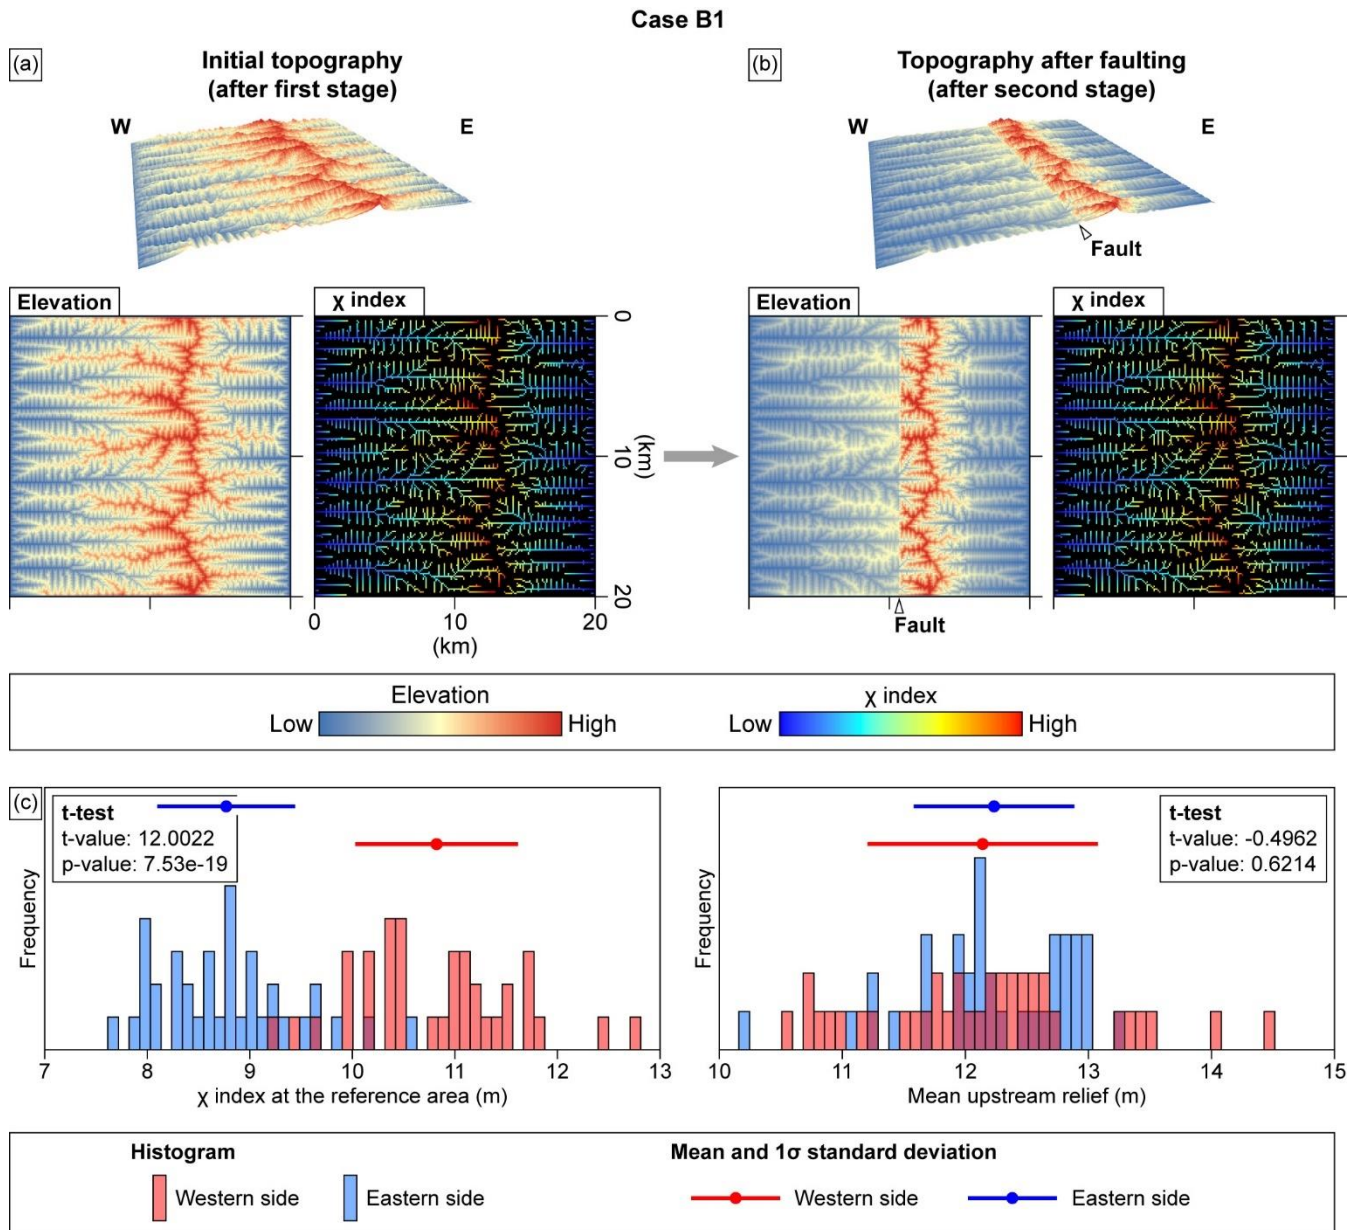 Case B1
(a)
Initial topography
(after first stage)
W
E
Elevation
χ index
0
10
20
(km)
0
10
20
(km)
(b)
Topography after faulting
(after second stage)
W
E
Fault
Elevation
χ index
Fault
Elevation
Low
High
χ index
Low
High
(c)
t-test
t-value: 12.0022
p-value: 7.53e-19
Frequency
7
8
9
10
11
12
13
χ index at the reference area (m)
t-test
t-value: -0.4962
p-value: 0.6214
Frequency
10
11
12
13
14
15
Mean upstream relief (m)
Histogram
Western side
Eastern side
Mean and 1σ standard deviation
Western side
Eastern side